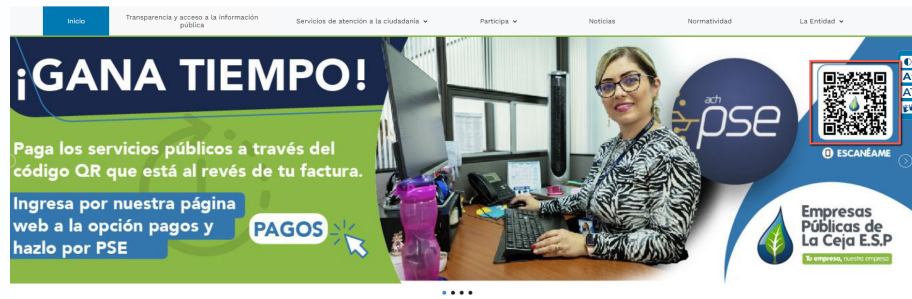 Inicio
Transparencia y acceso a la información
pública
Servicios de atención a la ciudadanía
Participa
Noticias
Normatividad
La Entidad
¡GANA TIEMPO!
Paga los servicios públicos a través del
código QR que está al revés de tu factura.
Ingresa por nuestra página
web a la opción pagos y
hazlo por PSE
PAGOS
ach
pse
ESCANÉAME
Empresas
Públicas de
La Ceja E.S.P
Tu empresa, nuestra empresa